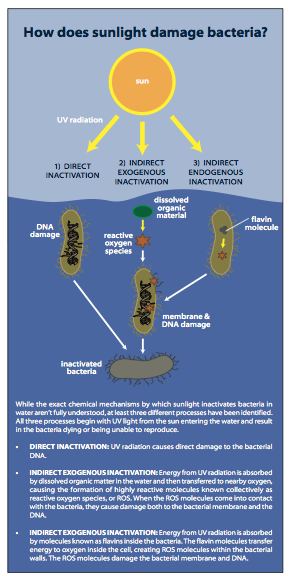 How does sunlight damage bacteria?
sun
UV radiation
1) DIRECT
INACTIVATION
2) INDIRECT
EXOGENOUS
INACTIVATION
3) INDIRECT
ENDOGENOUS
INACTIVATION
dissolved
organic
material
DNA
damage
reactive
oxygen
species
flavin
molecule
membrane &
DNA damage
inactivated
bacteria
While the exact chemical mechanisms by which sunlight inactivates bacteria in
water aren't fully understood, at least three different processes have been identified.
All three processes begin with UV light from the sun entering the water and result
in the bacteria dying or being unable to reproduce.
• DIRECT INACTIVATION: UV radiation causes direct damage to the bacterial
DNA.
• INDIRECT EXOGENOUS INACTIVATION: Energy from UV radiation is absorbed
by dissolved organic matter in the water and then transferred to nearby oxygen,
causing the formation of highly reactive molecules known collectively as
reactive oxygen species, or ROS. When the ROS molecules come into contact
with the bacteria, they cause damage both to the bacterial membrane and the
DNA.
• INDIRECT ENDOGENOUS INACTIVATION: Energy from UV radiation is absorbed
by molecules known as flavins inside the bacteria. The flavin molecules transfer
energy to oxygen inside the cell, creating ROS molecules within the bacterial
walls. The ROS molecules damage the bacterial membrane and DNA.